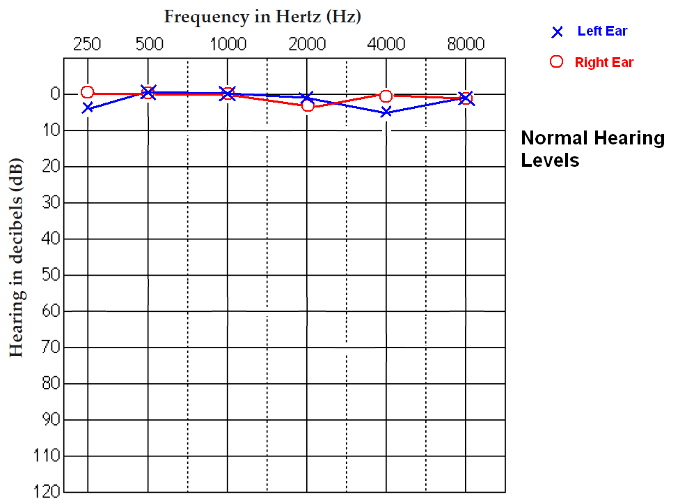 Frequency in Hertz (Hz)
250 500 1000 2000 4000 8000
Left Ear
Right Ear
Normal Hearing
Levels
Hearing in decibels (dB)
0
10
20
30
40
50
60
70
80
90
100
110
120